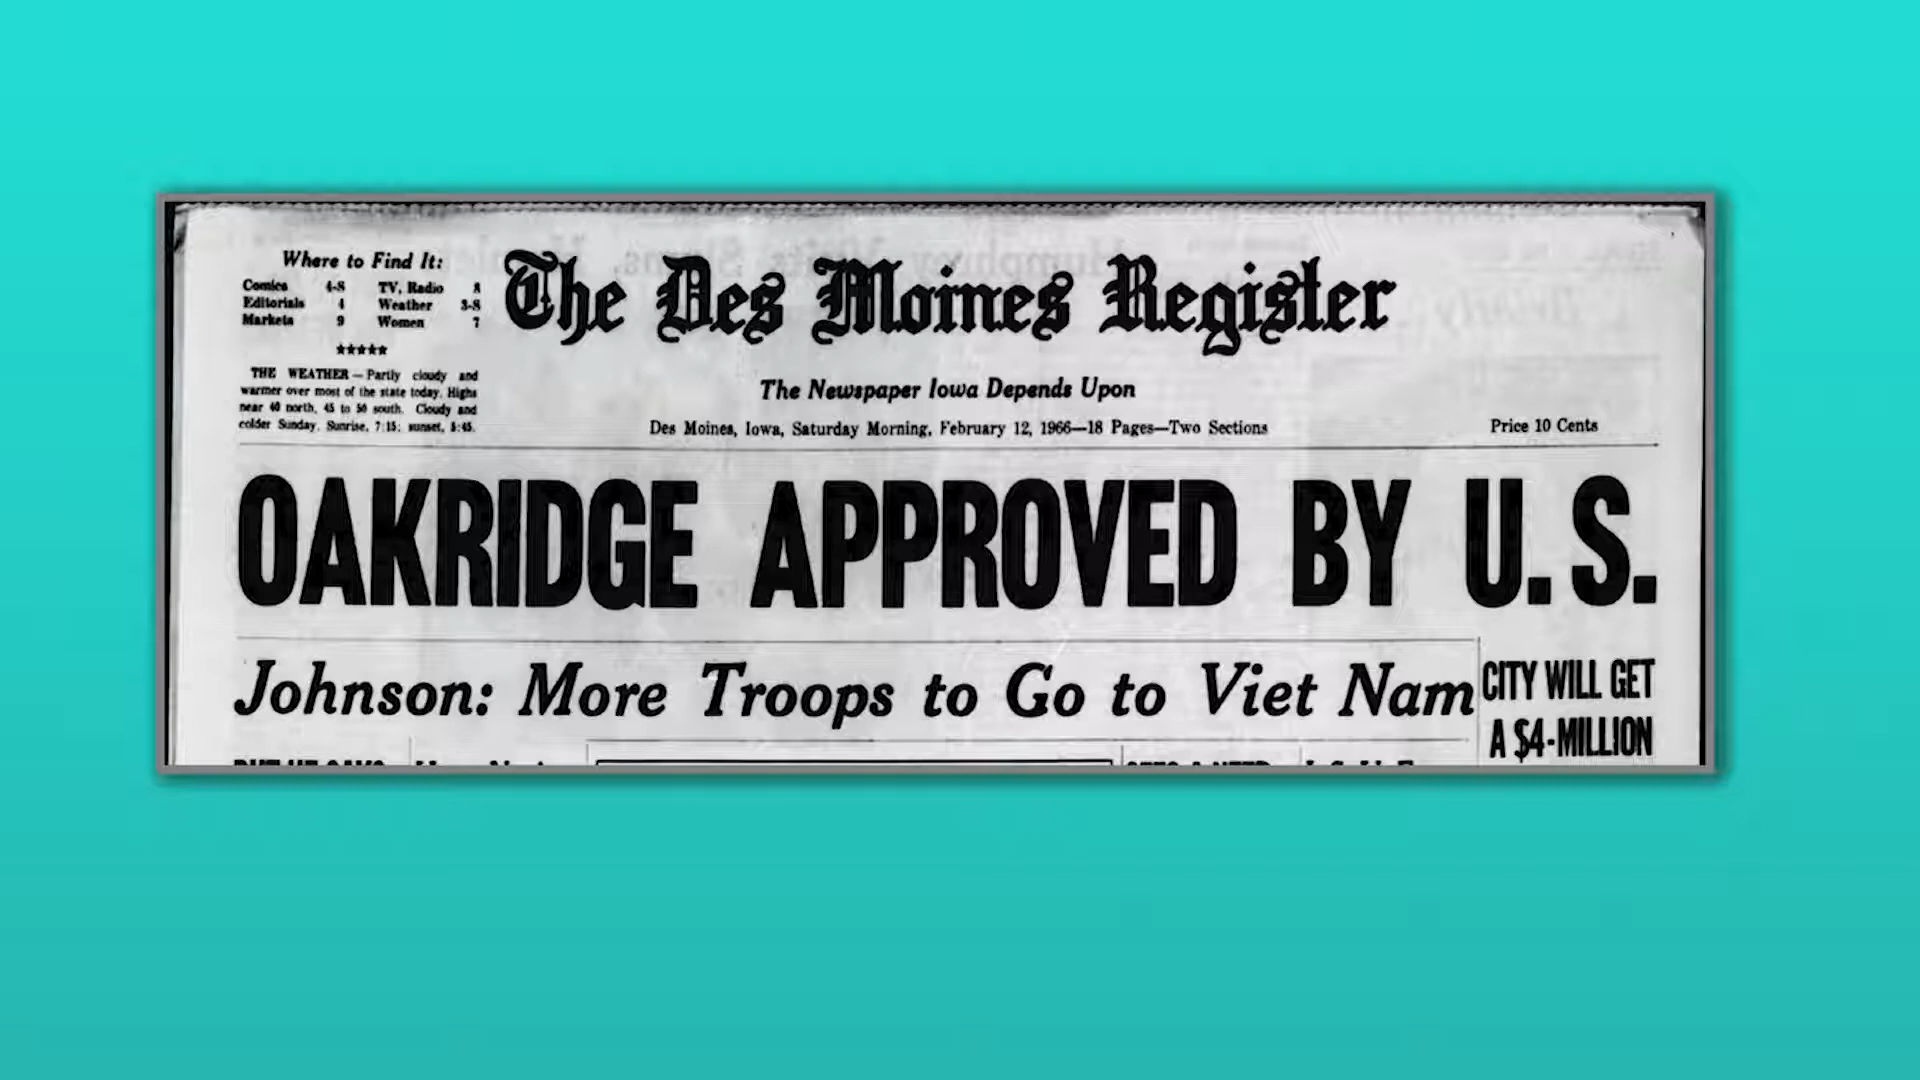 Where to Find It:
Comics 4-S TV, Radio 8
Editorials 4 Weather 3-S
Markets 9 Women 7
★★★★★
THE WEATHER — Partly cloudy and
warmer over most of the state today. Highs
near 40 north, 45 to 50 south. Cloudy and
colder Sunday. Sunrise, 7:15; sunset, 5:45.
The Des Moines Register
The Newspaper Iowa Depends Upon
Des Moines, Iowa, Saturday Morning, February 12, 1966—18 Pages—Two Sections
Price 10 Cents
OAKRIDGE APPROVED BY U.S.
Johnson: More Troops to Go to Viet Nam
CITY WILL GET
A $4-MILLION